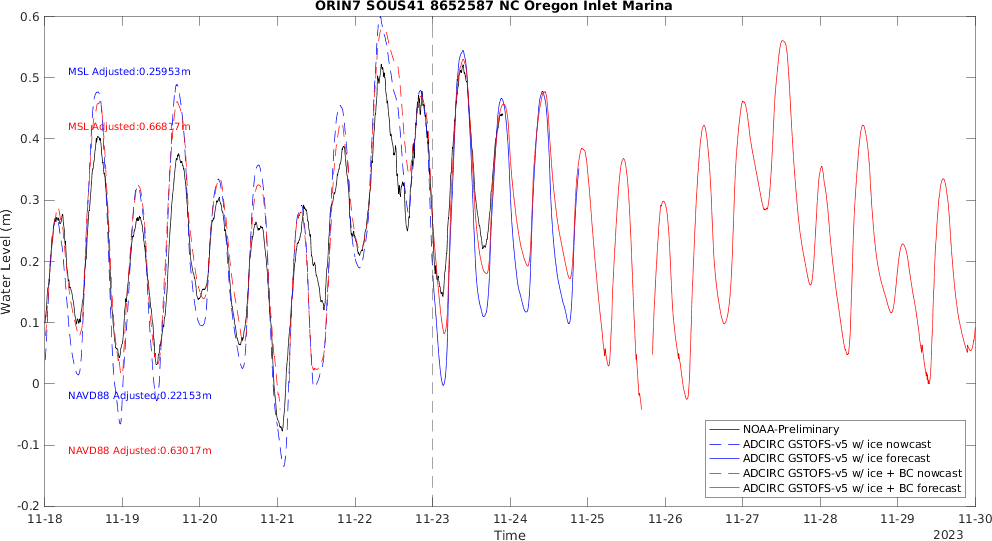 ORIN7 SOUS41 8652587 NC Oregon Inlet Marina
0.6
0.5
0.4
0.3
0.2
0.1
0
-0.1
-0.2
Water Level (m)
MSL Adjusted:0.25953m
MSL Adjusted:0.66817m
NAVD88 Adjusted:0.22153m
NAVD88 Adjusted:0.63017m
NOAA-Preliminary
ADCIRC GSTOFS-v5 w/ ice nowcast
ADCIRC GSTOFS-v5 w/ ice forecast
ADCIRC GSTOFS-v5 w/ ice + BC nowcast
ADCIRC GSTOFS-v5 w/ ice + BC forecast
11-18 11-19 11-20 11-21 11-22 11-23 11-24 11-25 11-26 11-27 11-28 11-29 11-30
Time
2023